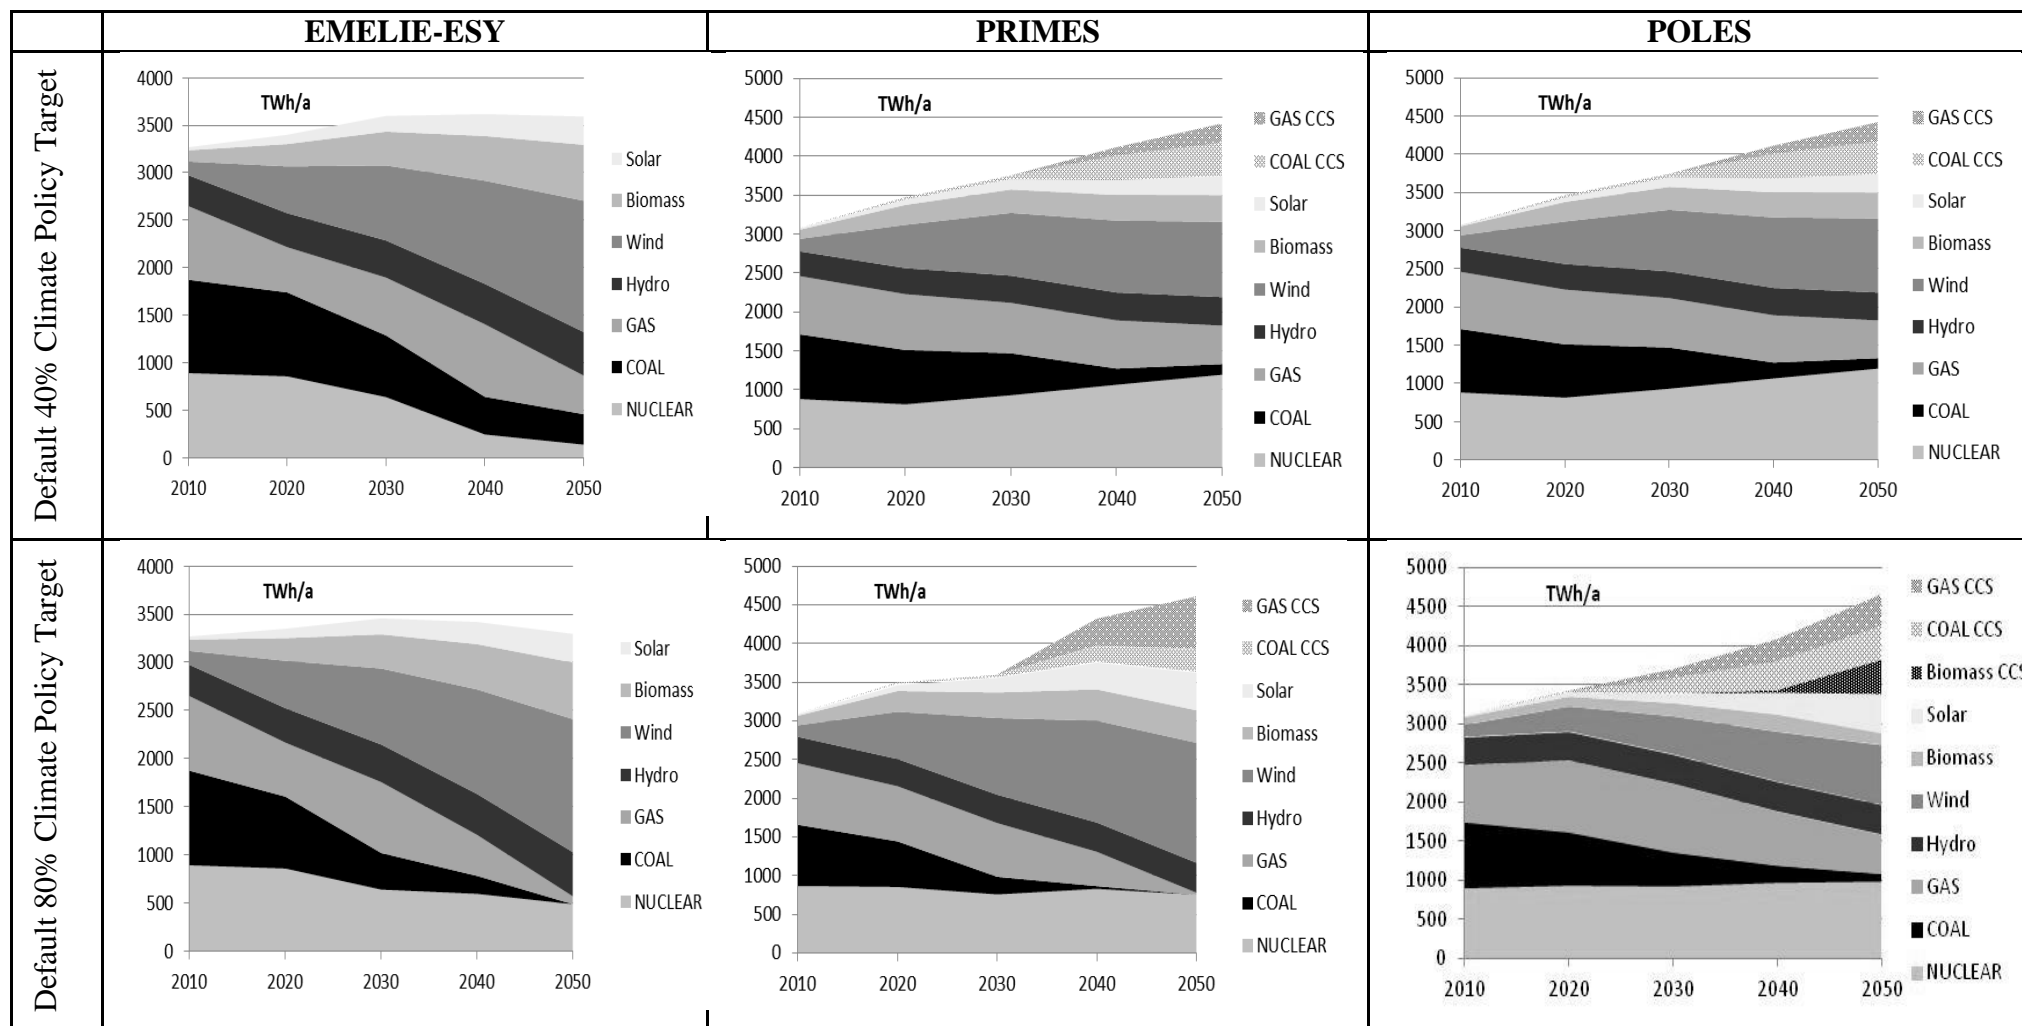 EMELIE-ESY
PRIMES
POLES
Default 40% Climate Policy Target
TWh/a
4000
3500
3000
2500
2000
1500
1000
500
0
2010 2020 2030 2040 2050
Solar
Biomass
Wind
Hydro
GAS
COAL
NUCLEAR
TWh/a
5000
4500
4000
3500
3000
2500
2000
1500
1000
500
0
2010 2020 2030 2040 2050
GAS CCS
COAL CCS
Solar
Biomass
Wind
Hydro
GAS
COAL
NUCLEAR
TWh/a
5000
4500
4000
3500
3000
2500
2000
1500
1000
500
0
2010 2020 2030 2040 2050
GAS CCS
COAL CCS
Solar
Biomass
Wind
Hydro
GAS
COAL
NUCLEAR
Default 80% Climate Policy Target
TWh/a
4000
3500
3000
2500
2000
1500
1000
500
0
2010 2020 2030 2040 2050
Solar
Biomass
Wind
Hydro
GAS
COAL
NUCLEAR
TWh/a
5000
4500
4000
3500
3000
2500
2000
1500
1000
500
0
2010 2020 2030 2040 2050
GAS CCS
COAL CCS
Solar
Biomass
Wind
Hydro
GAS
COAL
NUCLEAR
TWh/a
5000
4500
4000
3500
3000
2500
2000
1500
1000
500
0
2010 2020 2030 2040 2050
GAS CCS
COAL CCS
Biomass CCS
Solar
Biomass
Wind
Hydro
GAS
COAL
NUCLEAR